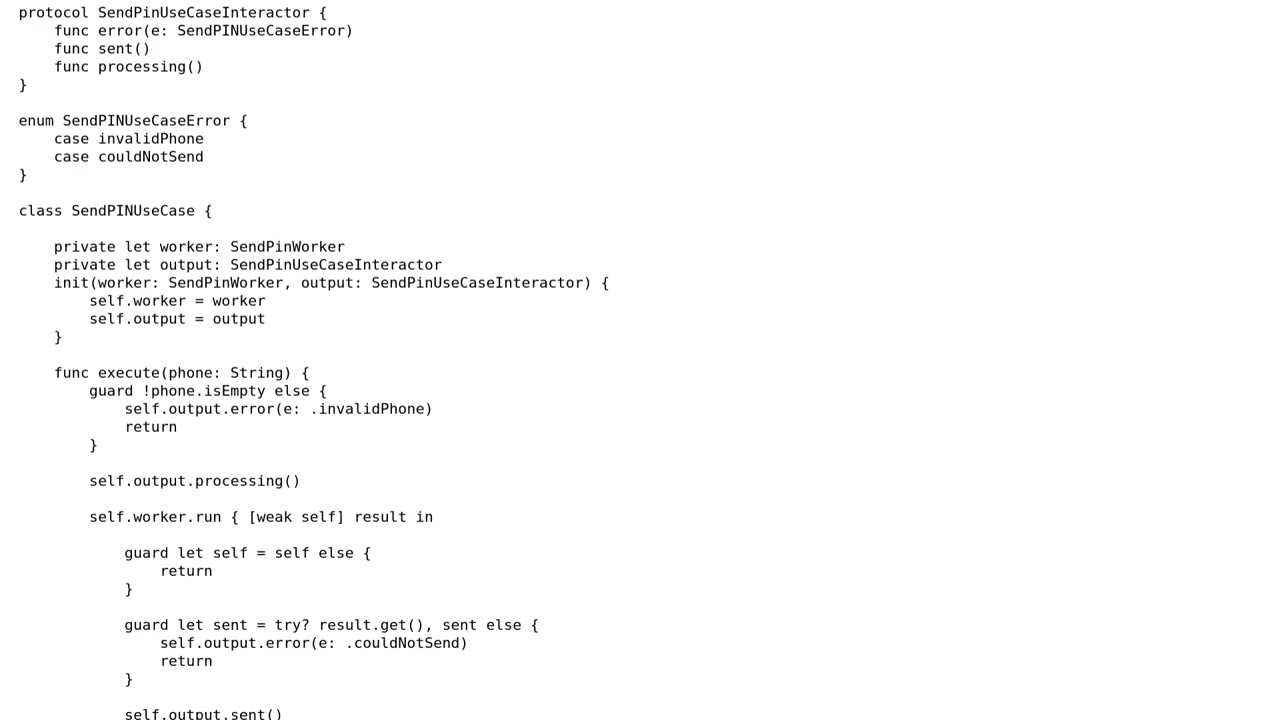 protocol SendPinUseCaseInteractor {
    func error(e: SendPINUseCaseError)
    func sent()
    func processing()
}

enum SendPINUseCaseError {
    case invalidPhone
    case couldNotSend
}

class SendPINUseCase {

    private let worker: SendPinWorker
    private let output: SendPinUseCaseInteractor
    init(worker: SendPinWorker, output: SendPinUseCaseInteractor) {
        self.worker = worker
        self.output = output
    }

    func execute(phone: String) {
        guard !phone.isEmpty else {
            self.output.error(e: .invalidPhone)
            return
        }

        self.output.processing()

        self.worker.run { [weak self] result in

            guard let self = self else {
                return
            }

            guard let sent = try? result.get(), sent else {
                self.output.error(e: .couldNotSend)
                return
            }

            self.output.sent()